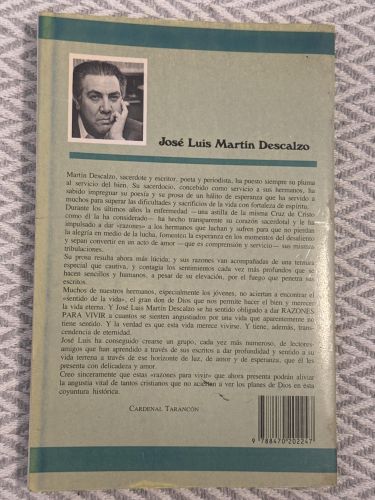 José Luis Martín Descalzo
Martín Descalzo, sacerdote y escritor, poeta y periodista, ha puesto siempre su pluma
al servicio del bien. Su sacerdocio, concebido como servicio a sus hermanos, ha
sabido impregnar su poesía y su prosa de un hálito de esperanza que ha servido a
muchos para superar las dificultades y sacrificios de la vida con fortaleza de espíritu.
Durante los últimos años la enfermedad —una astilla de la misma Cruz de Cristo
como él la ha considerado— ha hecho transparente su corazón sacerdotal y le ha
impulsado a dar «razones» a los hombres que luchan y sufren para que no pierdan
la alegría en medio de la lucha, fomenten la esperanza en los momentos del desaliento
y sepan convertir en un acto de amor —que es comprensión y servicio— sus mismas
tribulaciones.
Su prosa resulta ahora más lúcida; y sus razones van acompañadas de una ternura
especial que cautiva, y contagia los sentimientos cada vez más profundos que se
hacen sencillos y humanos, a pesar de su elevación, por el fuego que penetra sus
escritos.
Muchos de nuestros hermanos, especialmente los jóvenes, no aciertan a encontrar el
«sentido de la vida», el gran don de Dios que nos permite hacer el bien y merecer
la vida eterna. Y José Luis Martín Descalzo se ha sentido obligado a dar RAZONES
PARA VIVIR a cuantos se sienten angustiados por una vida que aparentemente no
tiene sentido. Y la verdad es que esta vida merece vivirse. Y tiene, además, trans-
cendencia de eternidad.
José Luis ha conseguido crearse un grupo, cada vez más numeroso, de lectores-
amigos que han aprendido a través de sus escritos a dar profundidad y sentido a su
vida terrena a través de ese horizonte de luz, de amor y de esperanza, que él les
presenta con delicadeza y amor.
Creo sinceramente que estas «razones para vivir» que ahora presenta podrán aliviar
la angustia vital de tantos cristianos que no aciertan a ver los planes de Dios en esta
coyuntura histórica.
CARDENAL TARANCÓN
9 788470 202247